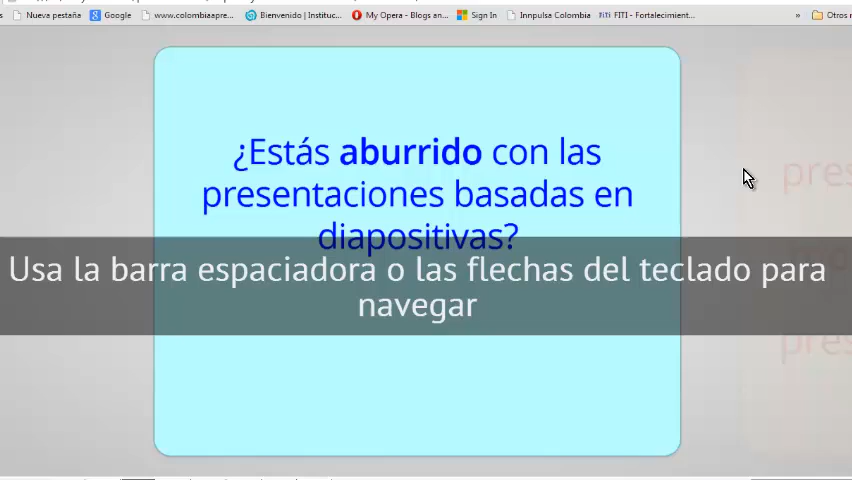 Nueva pestaña Google www.colombiaapre... Bienvenido | Instituc... My Opera - Blogs an... Sign In Innpulsa Colombia FITI - Fortalecimient... » Otros
¿Estás aburrido con las
presentaciones basadas en
diapositivas?
Usa la barra espaciadora o las flechas del teclado para
navegar
pres
pres